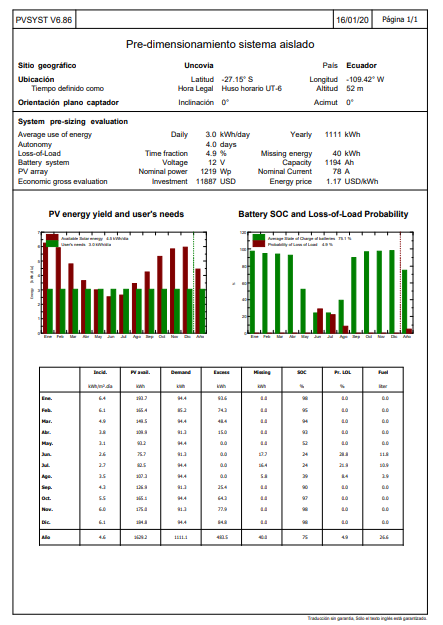 PVSYST V6.86 16/01/20 Página 1/1
Pre-dimensionamiento sistema aislado
Sitio geográfico Uncovia País Ecuador
Ubicación Latitud -27.15° S Longitud -109.42° W
Tiempo definido como Hora Legal Huso horario UT-6 Altitud 52 m
Orientación plano captador Inclinación 0° Acimut 0°
System pre-sizing evaluation
Average use of energy Daily 3.0 kWh/day Yearly 1111 kWh
Autonomy 4.0 days
Loss-of-Load Time fraction 4.9 % Missing energy 40 kWh
Battery system Voltage 12 V Capacity 1194 Ah
PV array Nominal power 1219 Wp Nominal Current 78 A
Economic gross evaluation Investment 11887 USD Energy price 1.17 USD/kWh
PV energy yield and user's needs Battery SOC and Loss-of-Load Probability
Available Solar energy 4.5 kWh/dia
User's needs 3.0 kWh/dia
Average State of Charge of batteries 75.1 %
Probability of Loss of Load 4.9 %
Ene Feb Mar Abr May Jun Jul Ago Sep Oct Nov Dic Año
Ene Feb Mar Abr May Jun Jul Ago Sep Oct Nov Dic Año
Incid. PV avail. Demand Excess Missing SOC Pr. LOL Fuel
kWh/m².día kWh kWh kWh kWh % % liter
Ene. 6.4 193.7 94.4 93.6 0.0 98 0.0 0.0
Feb. 6.1 165.4 85.2 74.3 0.0 95 0.0 0.0
Mar. 4.9 149.5 94.4 48.4 0.0 94 0.0 0.0
Abr. 3.8 109.9 91.3 15.0 0.0 93 0.0 0.0
May. 3.1 93.2 94.4 0.0 0.0 52 0.0 0.0
Jun. 2.6 75.7 91.3 0.0 17.7 24 28.8 11.8
Jul. 2.7 82.5 94.4 0.0 16.4 24 21.9 10.9
Ago. 3.5 107.3 94.4 0.0 5.8 39 8.4 3.9
Sep. 4.3 126.9 91.3 25.4 0.0 90 0.0 0.0
Oct. 5.5 165.1 94.4 64.3 0.0 97 0.0 0.0
Nov. 6.0 175.0 91.3 77.9 0.0 98 0.0 0.0
Dic. 6.1 184.8 94.4 84.8 0.0 98 0.0 0.0
Año 4.6 1629.2 1111.1 483.5 40.0 75 4.9 26.6
Traducción sin garantía, Sólo el texto inglés está garantizado.